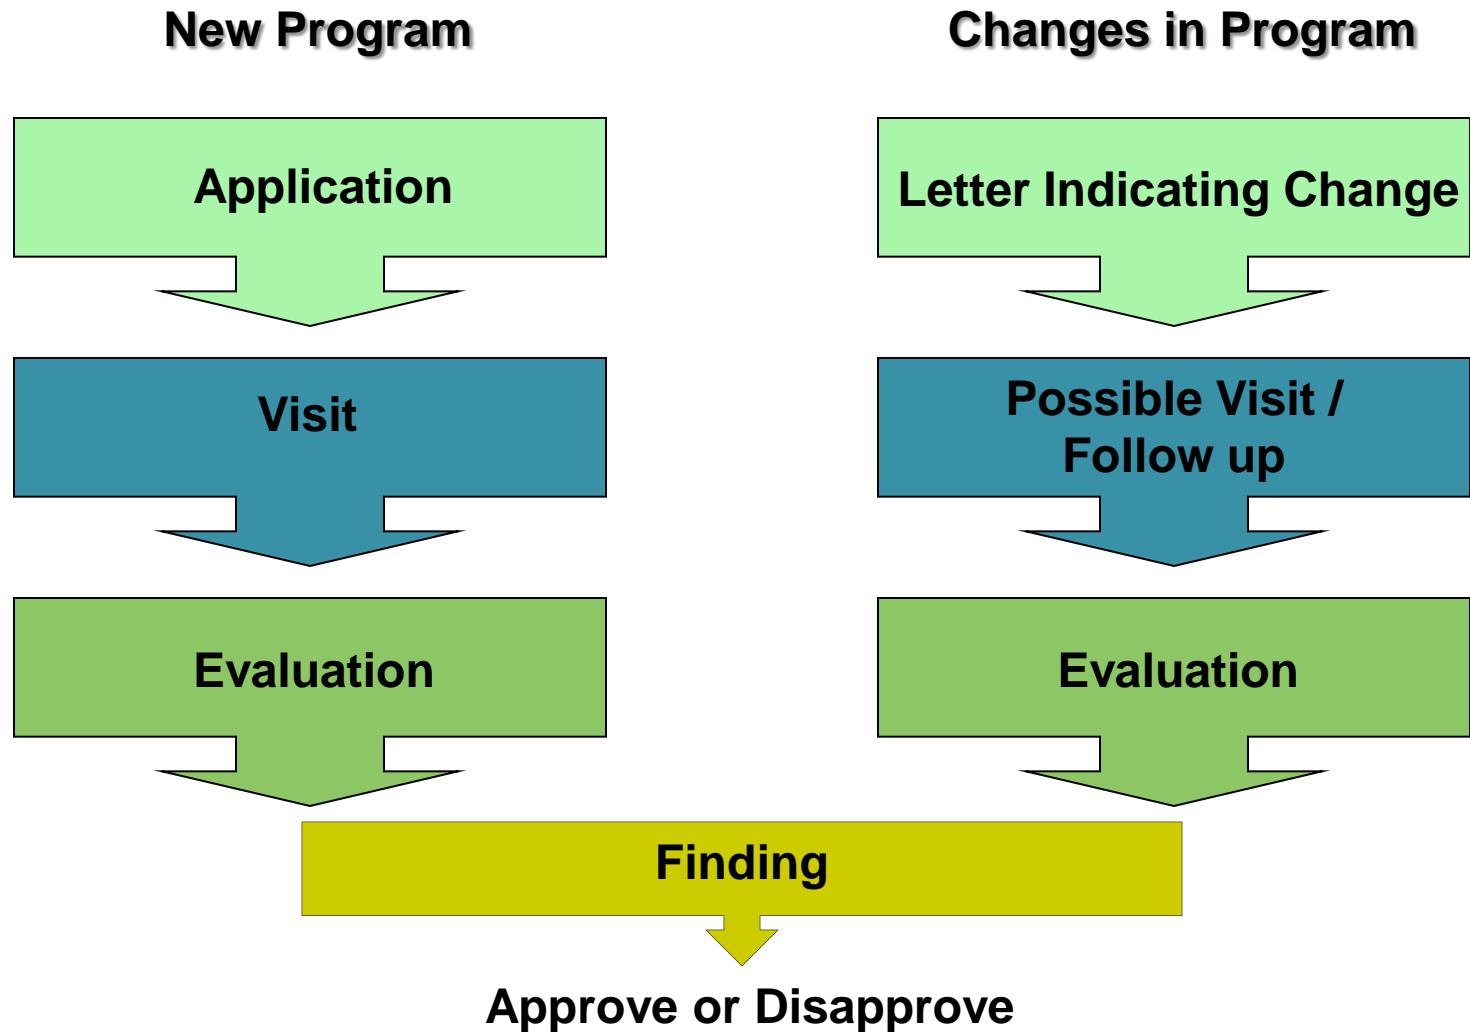 New Program
Changes in Program
Application
Letter Indicating Change
Visit
Possible Visit /
Follow up
Evaluation
Evaluation
Finding
Approve or Disapprove